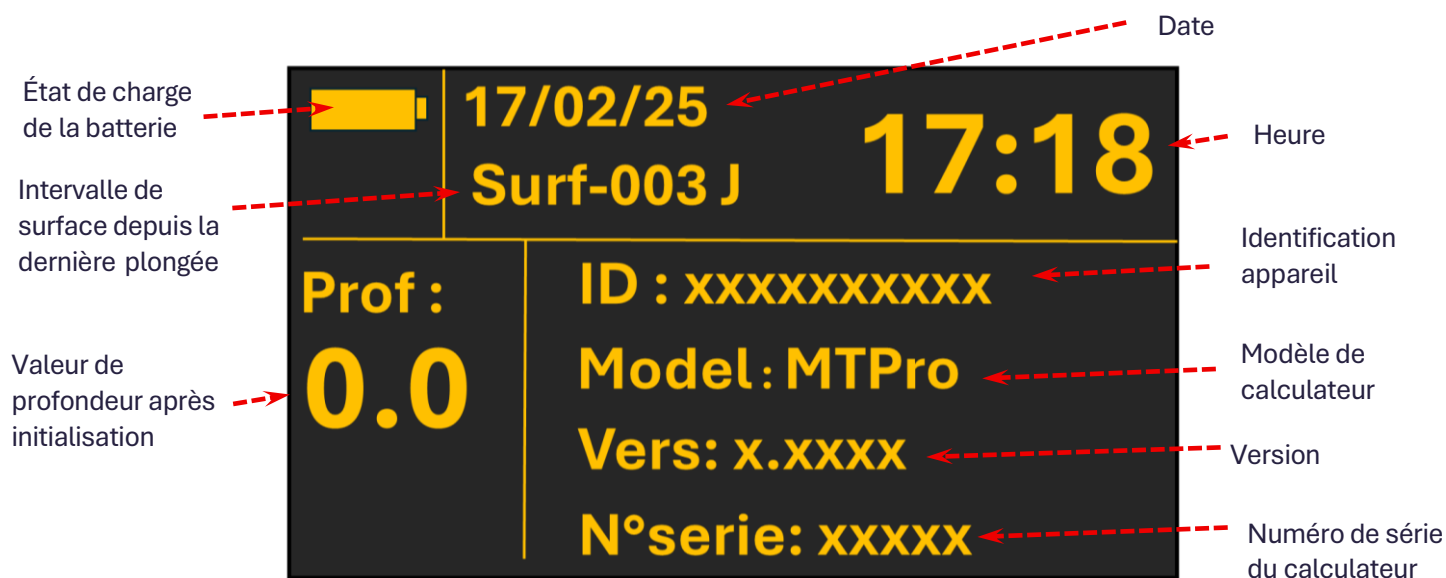 Date
État de charge
de la batterie
17/02/25
17:18
Heure
Intervalle de
surface depuis la
dernière plongée
Surf-003 J
Identification
appareil
Prof :
0.0
ID : xxxxxxxxxx
Valeur de
profondeur après
initialisation
Model : MTPro
Modèle de
calculateur
Vers: x.xxxx
Version
N°serie: xxxxx
Numéro de série
du calculateur